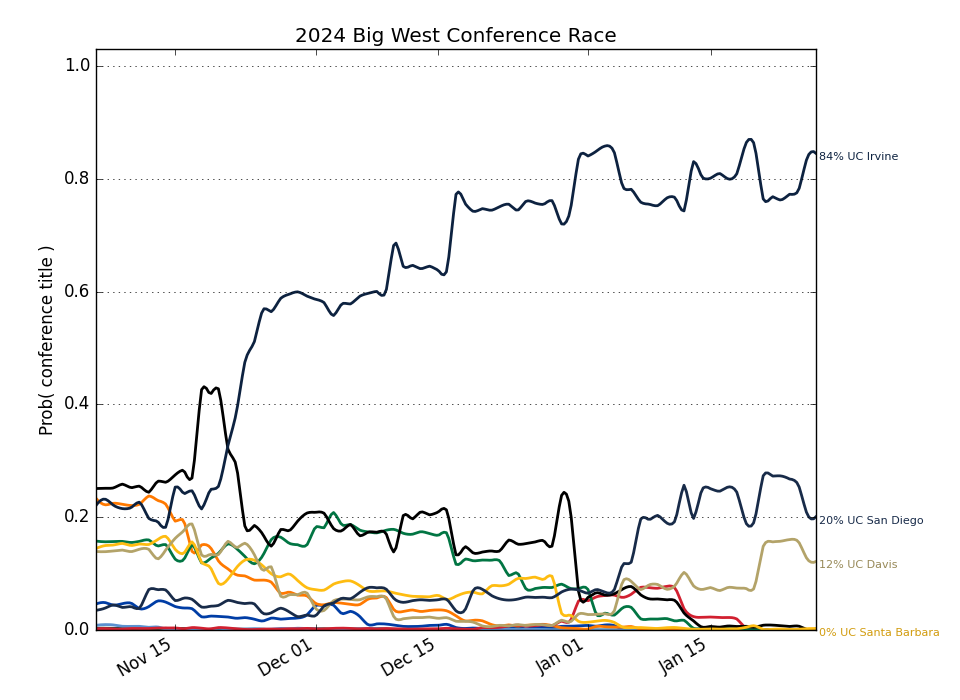 2024 Big West Conference Race
Prob( conference title )
1.0
0.8
0.6
0.4
0.2
0.0
Nov 15
Dec 01
Dec 15
Jan 01
Jan 15
84% UC Irvine
20% UC San Diego
12% UC Davis
0% UC Santa Barbara